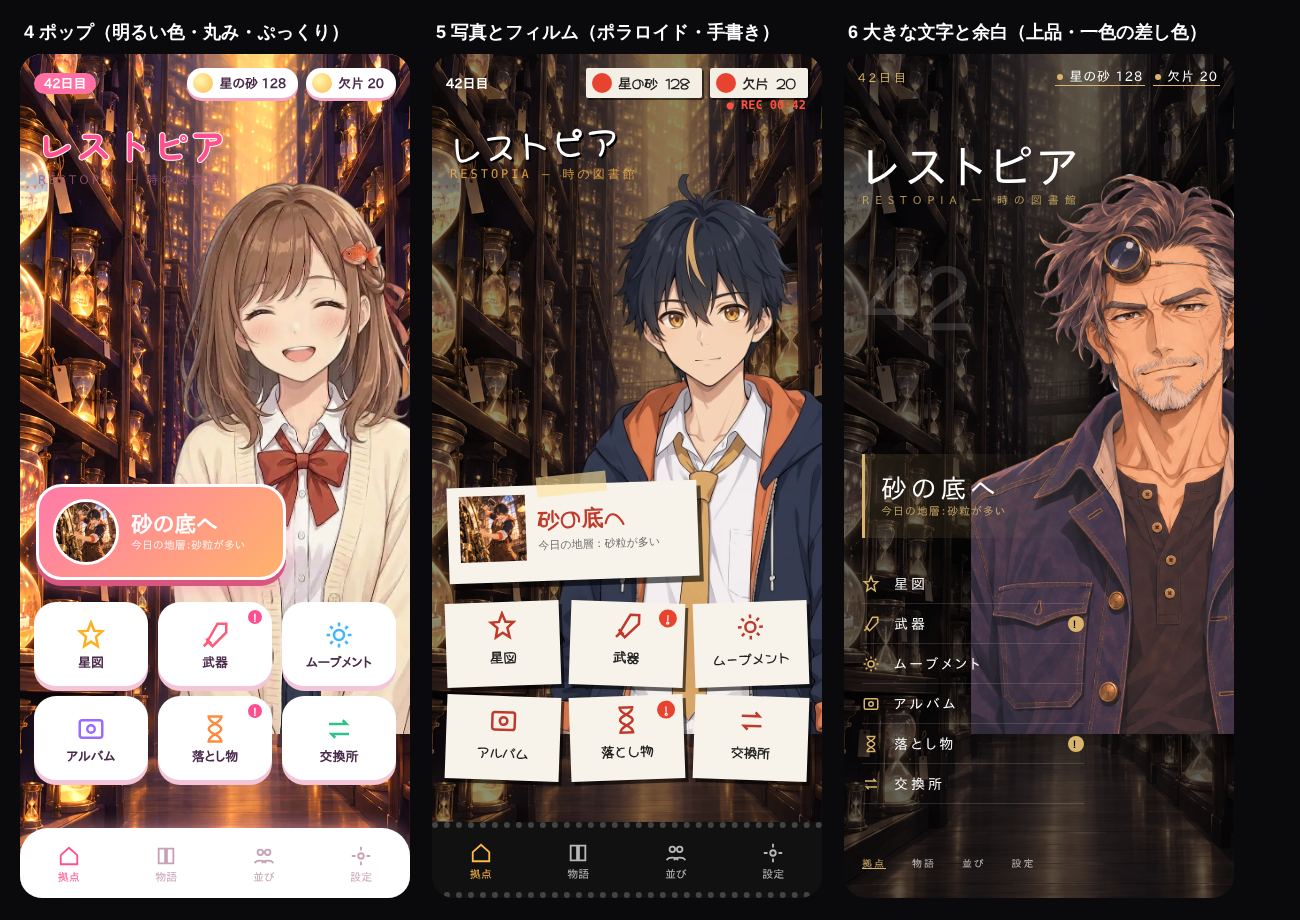 4 ポップ（明るい色・丸み・ぷっくり）
42日目
星の砂 128
欠片 20
レストピア
RESTOPIA — 時の図書館
砂の底へ
今日の地層：砂粒が多い
星図
武器
!
ムーブメント
アルバム
落とし物
!
交換所
拠点
物語
並び
設定
5 写真とフィルム（ポラロイド・手書き）
42日目
星の砂 128
欠片 20
REC 00:42
レストピア
RESTOPIA — 時の図書館
砂の底へ
今日の地層：砂粒が多い
星図
武器
!
ムーブメント
アルバム
落とし物
!
交換所
拠点
物語
並び
設定
6 大きな文字と余白（上品・一色の差し色）
42日目
星の砂 128
欠片 20
レストピア
RESTOPIA — 時の図書館
42
砂の底へ
今日の地層：砂粒が多い
星図
武器
!
ムーブメント
アルバム
落とし物
!
交換所
拠点
物語
並び
設定